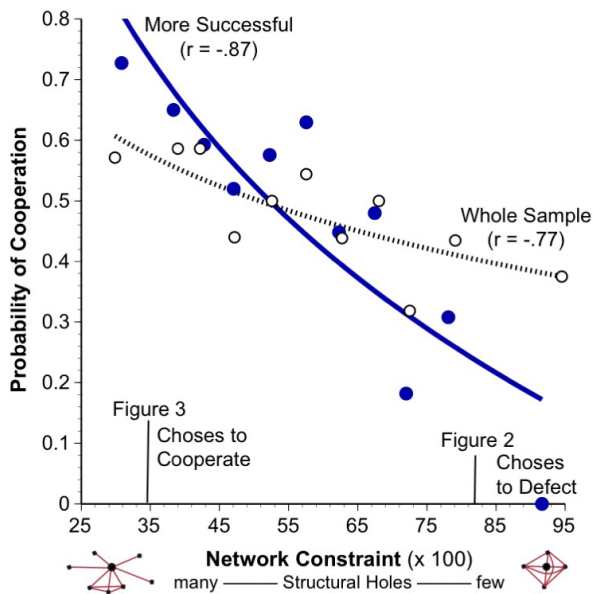 0.8
0.7
0.6
0.5
0.4
0.3
0.2
0.1
0
Probability of Cooperation
More Successful
(r = -.87)
Whole Sample
(r = -.77)
Figure 3
Choses to
Cooperate
Figure 2
Choses
to Defect
25 35 45 55 65 75 85 95
Network Constraint (x 100)
many ——— Structural Holes ——— few